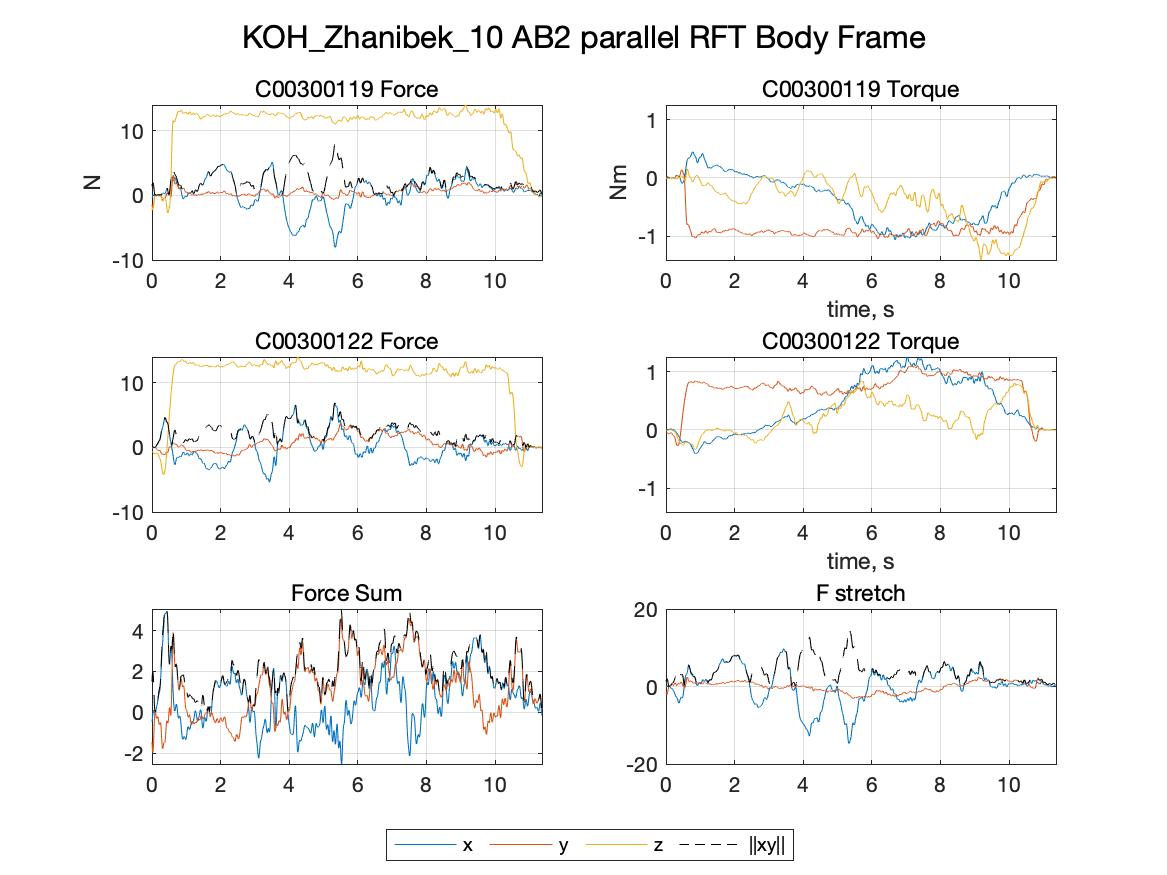 KOH_Zhanibek_10 AB2 parallel RFT Body Frame
C00300119 Force
C00300119 Torque
N
10
0
-10
0 2 4 6 8 10
Nm
1
0
-1
0 2 4 6 8 10
time, s
C00300122 Force
C00300122 Torque
10
0
-10
0 2 4 6 8 10
1
0
-1
0 2 4 6 8 10
time, s
Force Sum
F stretch
4
2
0
-2
0 2 4 6 8 10
20
0
-20
0 2 4 6 8 10
x y z ||xy||